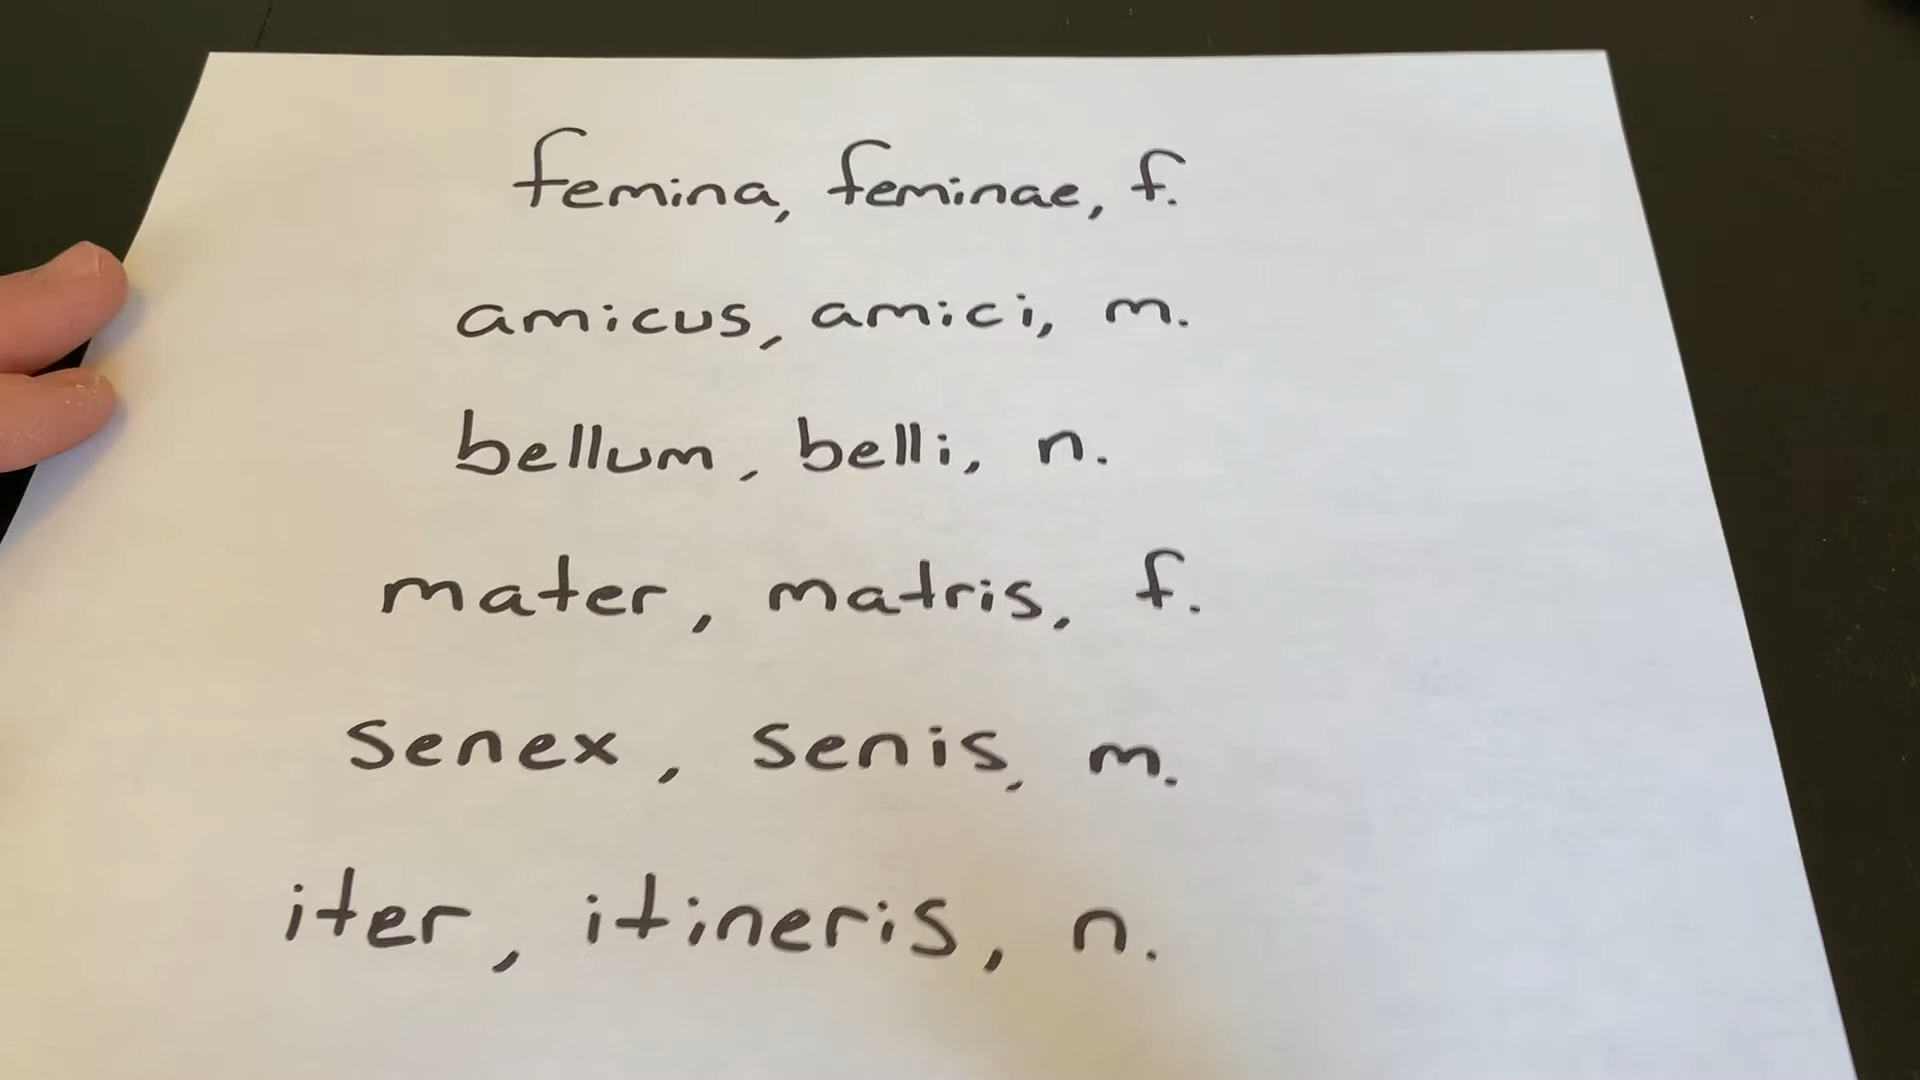 femina, feminae, f.
amicus, amici, m.
bellum, belli, n.
mater, matris, f.
senex, senis, m.
iter, itineris, n.